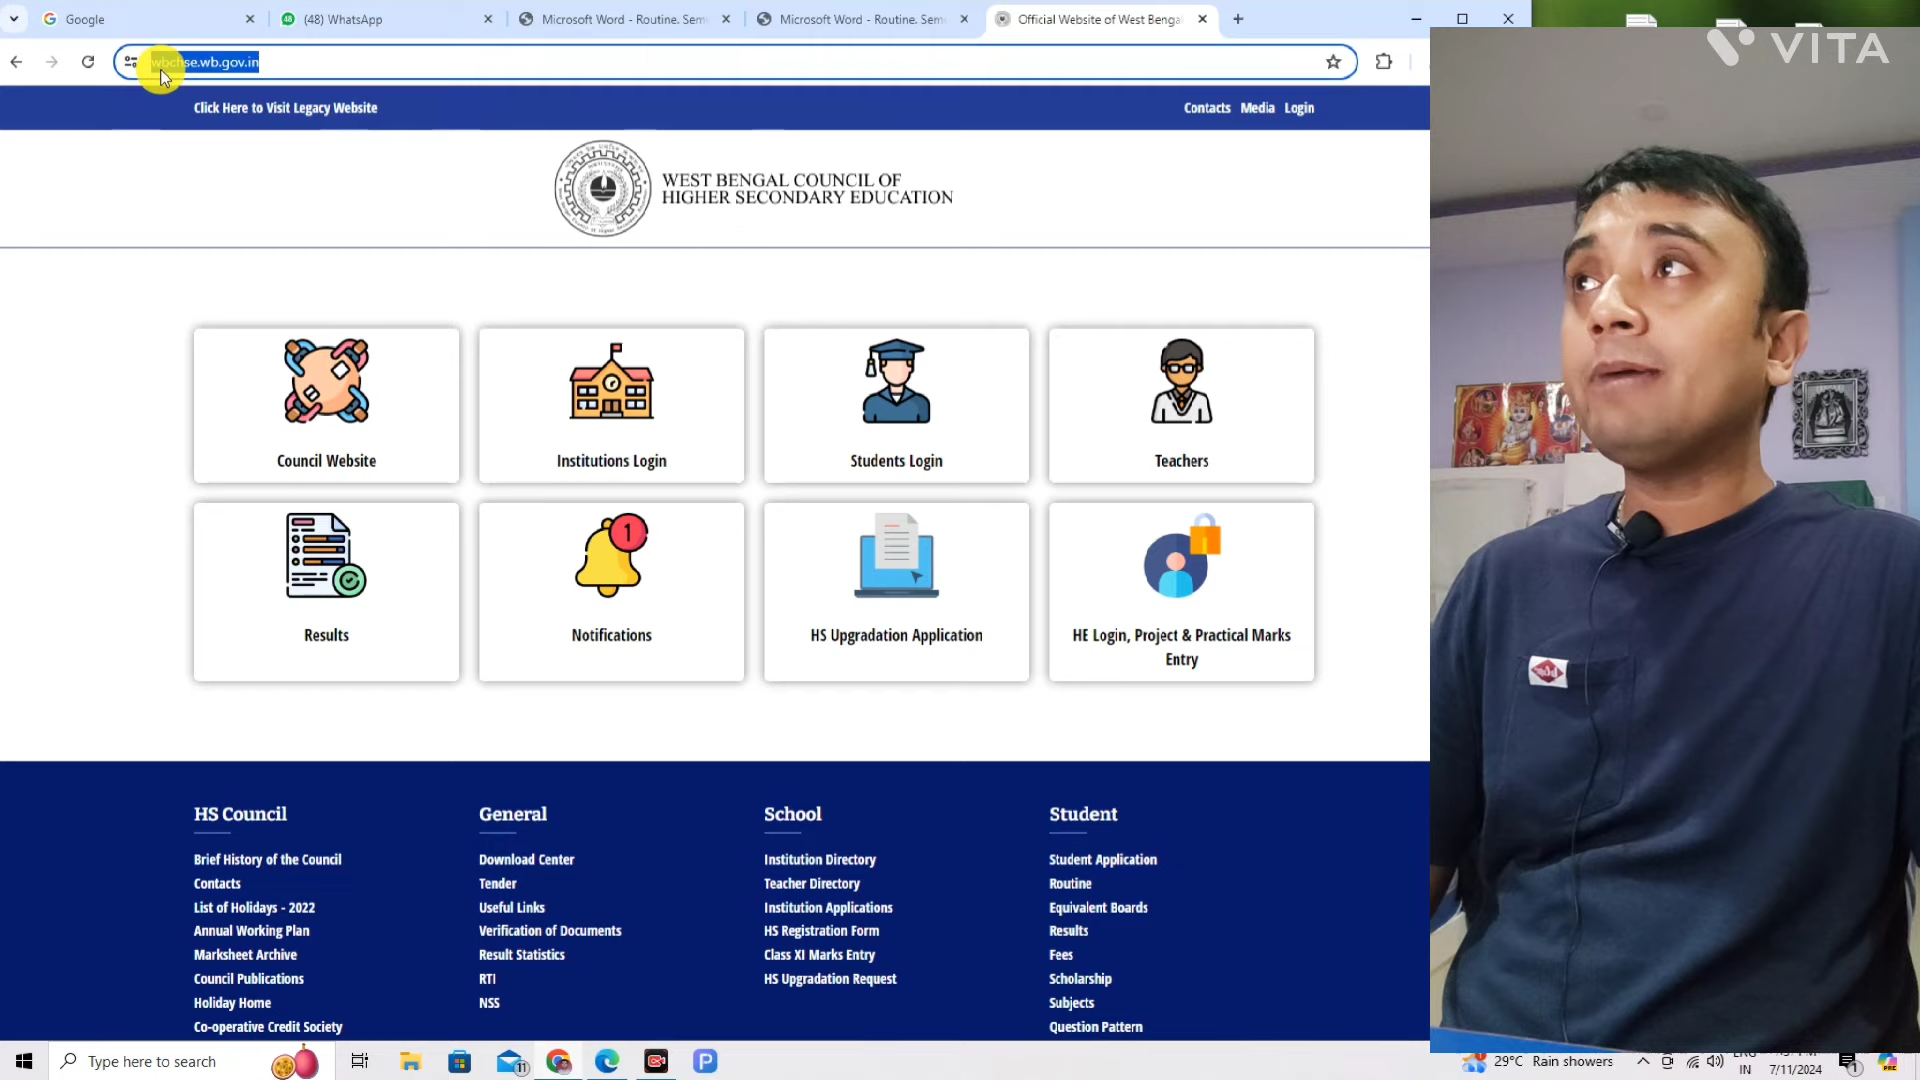 Google
(48) WhatsApp
Microsoft Word - Routine. Sem
Microsoft Word - Routine. Sem
Official Website of West Benga
wbchse.wb.gov.in
VITA
Click Here to Visit Legacy Website
Contacts Media Login
WEST BENGAL COUNCIL OF
HIGHER SECONDARY EDUCATION
Council Website
Institutions Login
Students Login
Teachers
1
Results
Notifications
HS Upgradation Application
HE Login, Project & Practical Marks
Entry
HS Council
Brief History of the Council
Contacts
List of Holidays - 2022
Annual Working Plan
Marksheet Archive
Council Publications
Holiday Home
Co-operative Credit Society
General
Download Center
Tender
Useful Links
Verification of Documents
Result Statistics
RTI
NSS
School
Institution Directory
Teacher Directory
Institution Applications
HS Registration Form
Class XI Marks Entry
HS Upgradation Request
Student
Student Application
Routine
Equivalent Boards
Results
Fees
Scholarship
Subjects
Question Pattern
Type here to search
11
29°C Rain showers
IN
7/11/2024
1